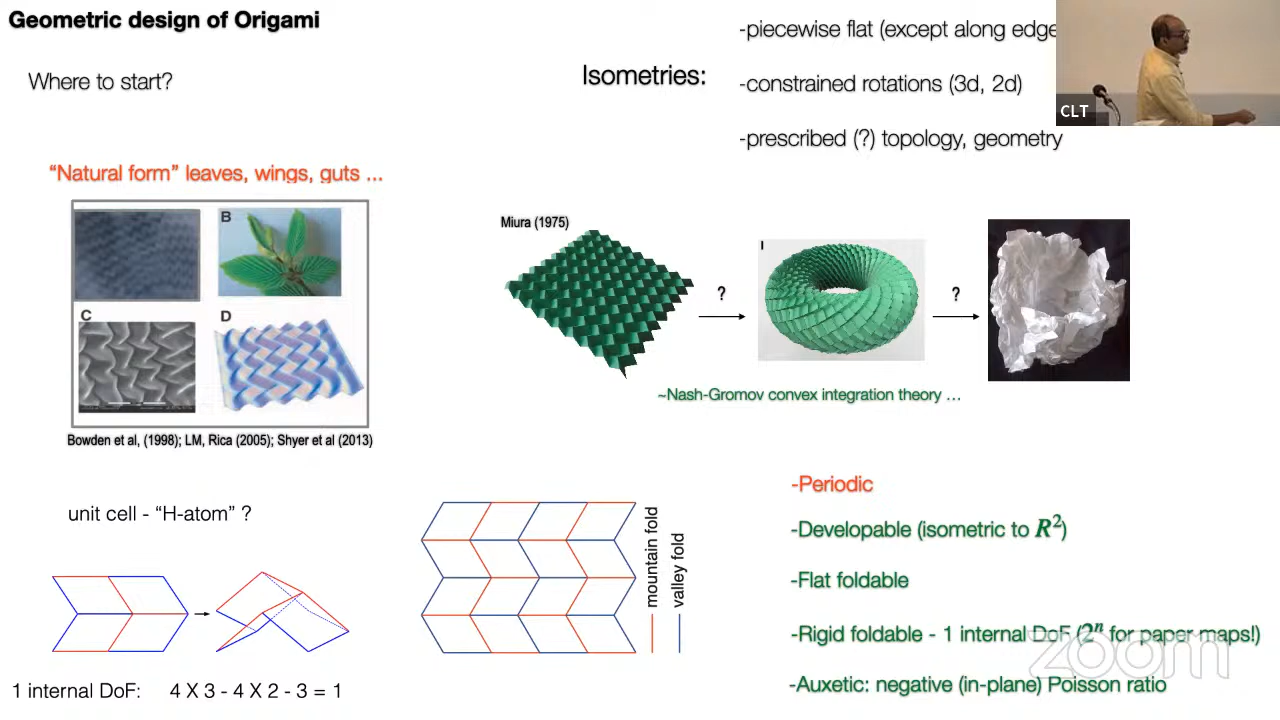 Geometric design of Origami
Where to start?
Isometries:
-piecewise flat (except along edge
-constrained rotations (3d, 2d)
-prescribed (?) topology, geometry
CLT
“Natural form” leaves, wings, guts ...
B
C
D
Bowden et al, (1998); LM, Rica (2005); Shyer et al (2013)
Miura (1975)
?
I
?
~Nash-Gromov convex integration theory ...
unit cell - “H-atom” ?
1 internal DoF: 4 X 3 - 4 X 2 - 3 = 1
mountain fold
valley fold
-Periodic
-Developable (isometric to R²)
-Flat foldable
-Rigid foldable - 1 internal DoF (2ⁿ for paper maps!)
-Auxetic: negative (in-plane) Poisson ratio
zoom